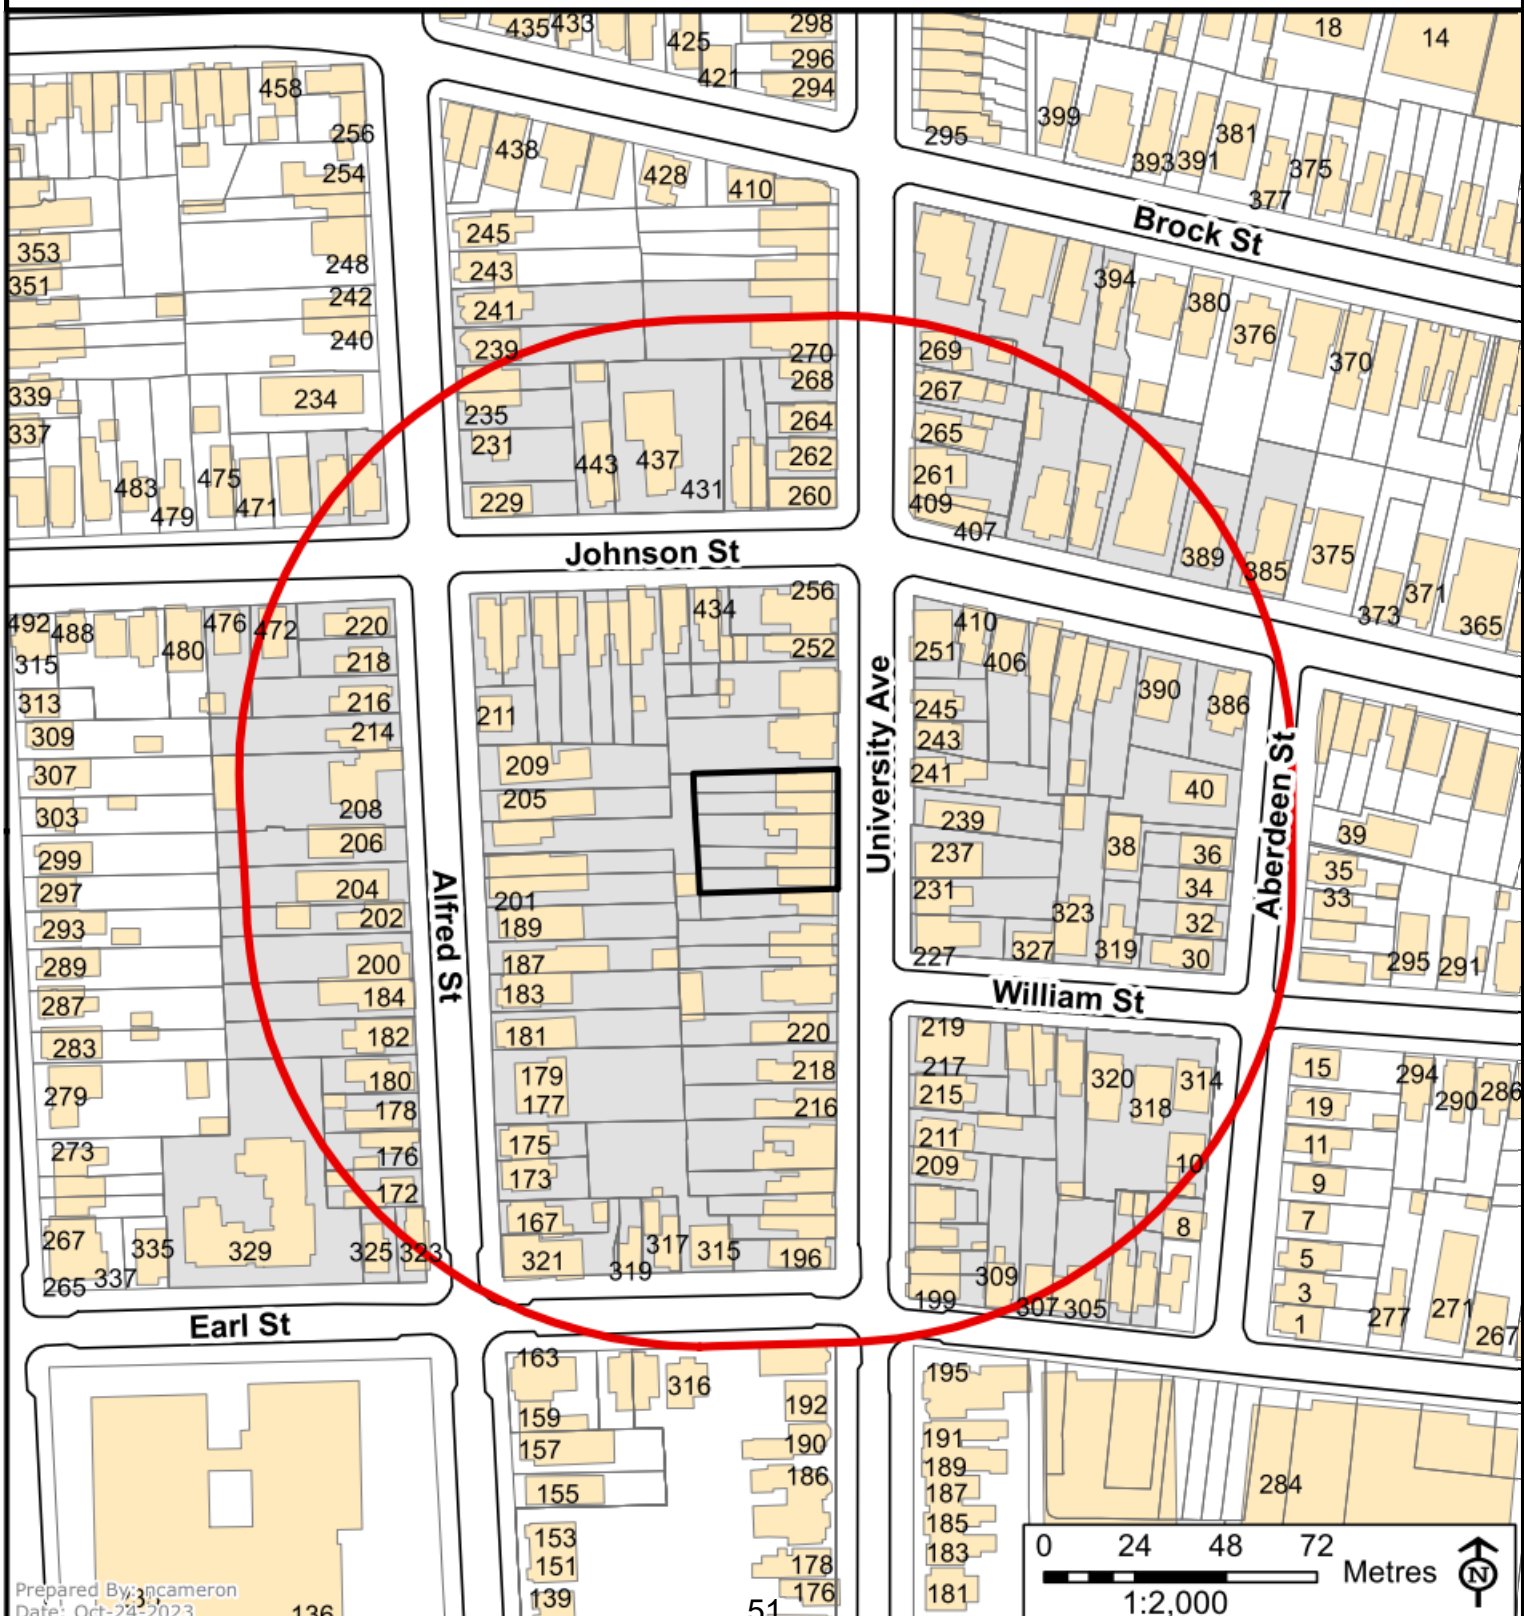 435 433 425 421 298 296 294
18 14
458 256 254
438 428 410
295 399 393 391 381 377 375
Brock St
353 351 248 242 240
245 243 241 239
394 380 376 370
339 337 234
235 231 229 443 437 431
270 268 264 262 260
269 267 265 261 409 407
389 385 375 373 371 365
483 479 475 471
Johnson St
492 488 480 476 472 220
315 218
313 216
309 214
307 208
303 206
299 204
297 202
293 200
289 184
287 182
283 180
279 178
273 176
172
267 265 337 335 329 325 323
Alfred St
434 256 252
211
209
205
201
189
187
183
181
179
177
175
173
167
321 319 317 315 196
220
218
216
University Ave
251 410 406 390 386
245
243
241 40
239
237 38 36
231 34
323 32
227 327 319 30
Aberdeen St
39
35
33
295 291
William St
219
217
215 320 318 314
211
209 10
8
199 309 307 305
15 294 290 286
19
11
9
7
5
3
1 277 271 267
Earl St
163 316
159 192
157 190
186
155
153
151 178
139 176
195
191
189
187
185
183
181
284
136
Prepared By: ncameron
Date: Oct-24-2023
51
0 24 48 72
Metres
1:2,000
N